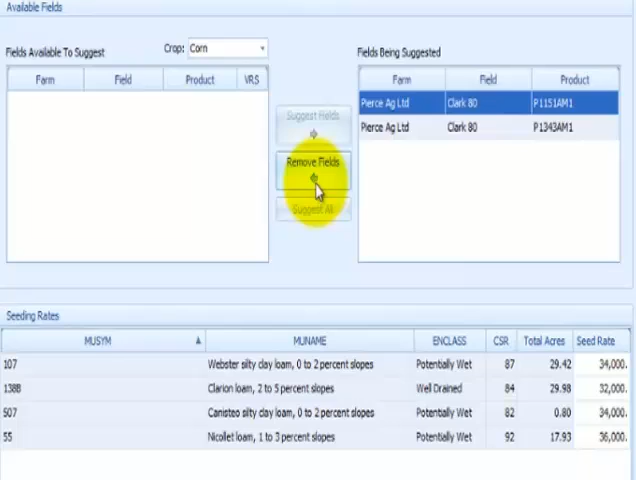 Available Fields
Fields Available To Suggest
Crop: Corn
Fields Being Suggested
Farm Field Product VRS
Farm Field Product
Pierce Ag Ltd Clark 80 P1151AM1
Pierce Ag Ltd Clark 80 P1343AM1
Suggest Fields
Remove Fields
Suggest All
Seeding Rates
MUSYM MUNAME ENCLASS CSR Total Acres Seed Rate
107 Webster silty clay loam, 0 to 2 percent slopes Potentially Wet 87 29.42 34,000.
138B Clarion loam, 2 to 5 percent slopes Well Drained 84 29.98 32,000.
507 Canisteo silty clay loam, 0 to 2 percent slopes Potentially Wet 82 0.80 34,000.
55 Nicollet loam, 1 to 3 percent slopes Potentially Wet 92 17.93 36,000.